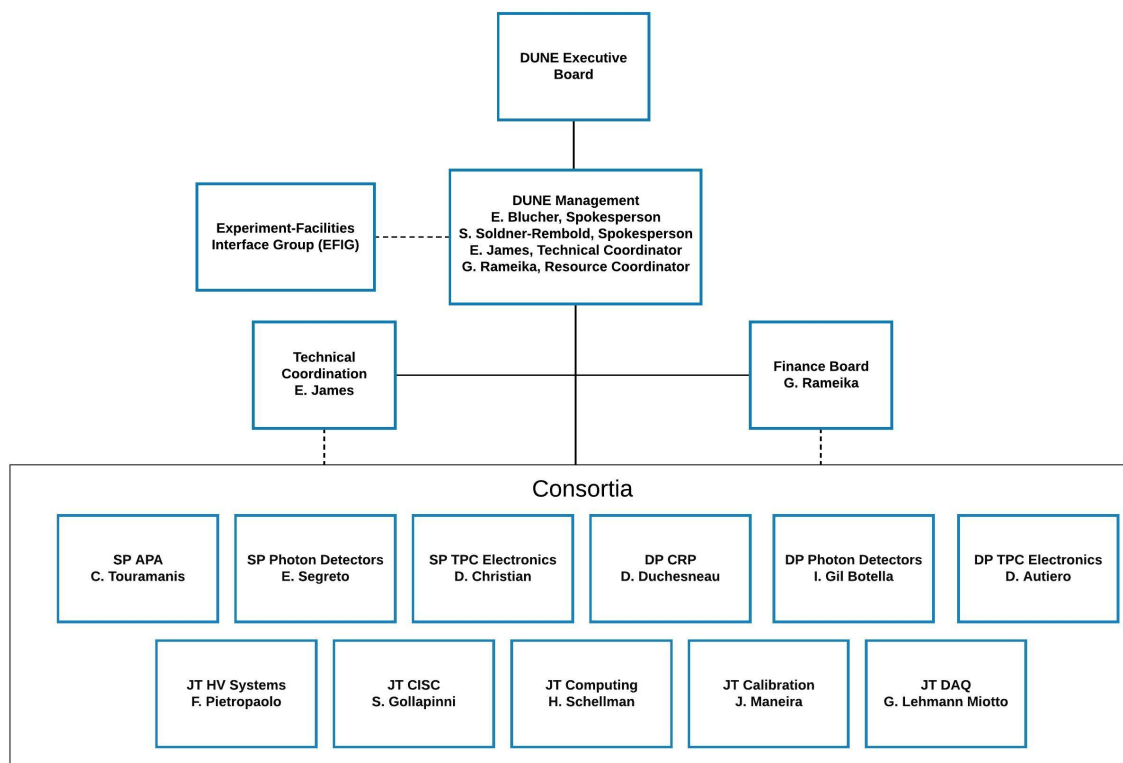 DUNE Executive
Board
Experiment-Facilities
Interface Group (EFIG)
DUNE Management
E. Blucher, Spokesperson
S. Soldner-Rembold, Spokesperson
E. James, Technical Coordinator
G. Rameika, Resource Coordinator
Technical
Coordination
E. James
Finance Board
G. Rameika
Consortia
SP APA
C. Touramanis
SP Photon Detectors
E. Segreto
SP TPC Electronics
D. Christian
DP CRP
D. Duchesneau
DP Photon Detectors
I. Gil Botella
DP TPC Electronics
D. Autiero
JT HV Systems
F. Pietropaolo
JT CISC
S. Gollapinni
JT Computing
H. Schellman
JT Calibration
J. Maneira
JT DAQ
G. Lehmann Miotto